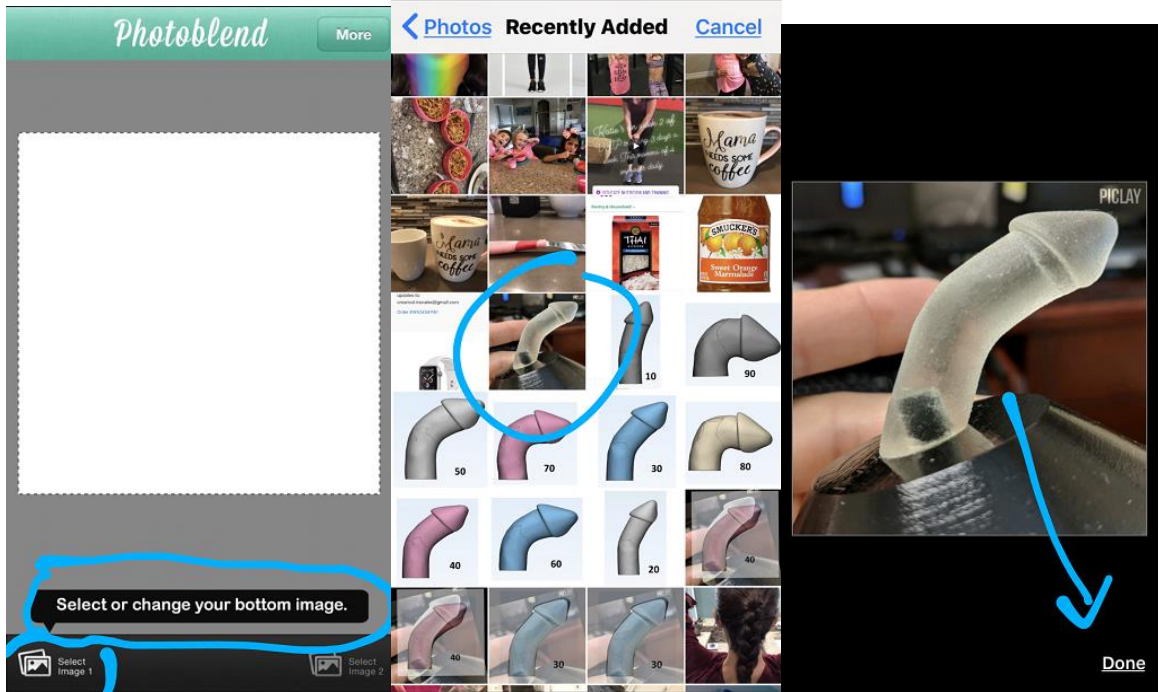 Photoblend
More
Select or change your bottom image.
Select
Image 1
Select
Image 2
Photos
Recently Added
Cancel
Mama
NEEDS SOME
coffee
Mama
NEEDS SOME
coffee
THAI
SMUCKER'S
Sweet Orange
Marmalade
10
90
50
70
30
80
40
60
20
40
40
30
30
PICLAY
Done